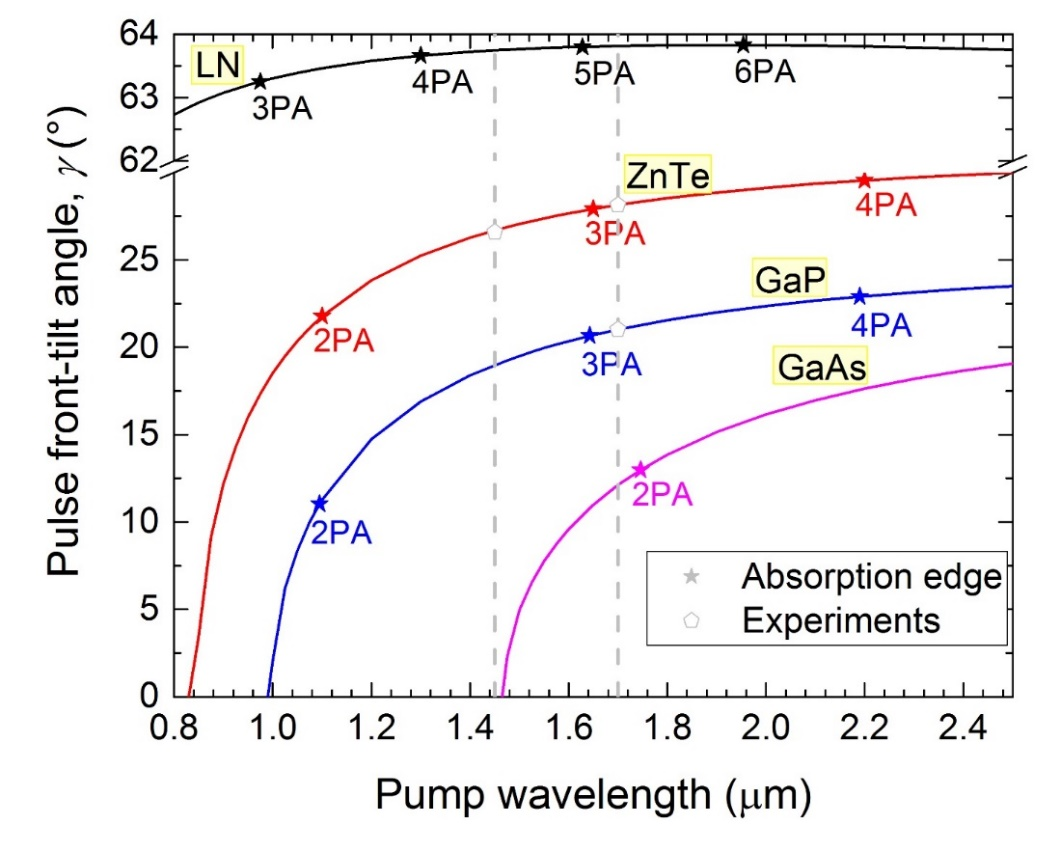 64
63
62
25
20
15
10
5
0
Pulse front-tilt angle, γ (°)
LN
3PA
4PA
5PA
6PA
ZnTe
2PA
3PA
4PA
GaP
2PA
3PA
4PA
GaAs
2PA
Absorption edge
Experiments
0.8 1.0 1.2 1.4 1.6 1.8 2.0 2.2 2.4
Pump wavelength (μm)